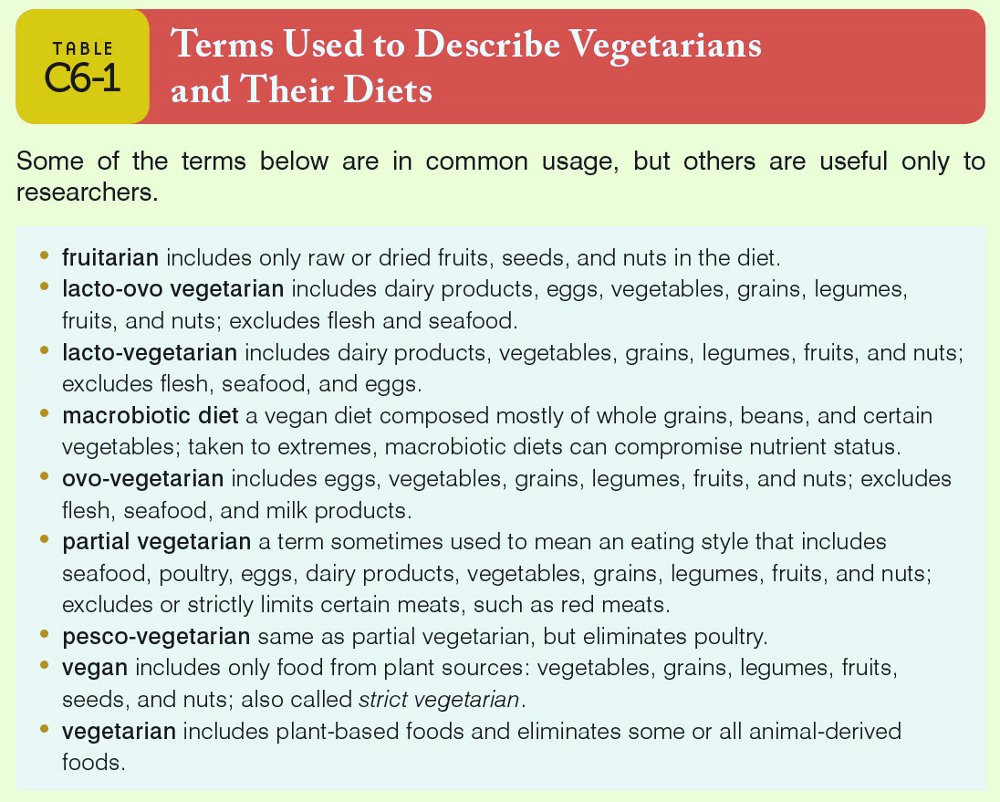 TABLE
C6-1
Terms Used to Describe Vegetarians
and Their Diets
Some of the terms below are in common usage, but others are useful only to
researchers.
• fruitarian includes only raw or dried fruits, seeds, and nuts in the diet.
• lacto-ovo vegetarian includes dairy products, eggs, vegetables, grains, legumes,
fruits, and nuts; excludes flesh and seafood.
• lacto-vegetarian includes dairy products, vegetables, grains, legumes, fruits, and nuts;
excludes flesh, seafood, and eggs.
• macrobiotic diet a vegan diet composed mostly of whole grains, beans, and certain
vegetables; taken to extremes, macrobiotic diets can compromise nutrient status.
• ovo-vegetarian includes eggs, vegetables, grains, legumes, fruits, and nuts; excludes
flesh, seafood, and milk products.
• partial vegetarian a term sometimes used to mean an eating style that includes
seafood, poultry, eggs, dairy products, vegetables, grains, legumes, fruits, and nuts;
excludes or strictly limits certain meats, such as red meats.
• pesco-vegetarian same as partial vegetarian, but eliminates poultry.
• vegan includes only food from plant sources: vegetables, grains, legumes, fruits,
seeds, and nuts; also called strict vegetarian.
• vegetarian includes plant-based foods and eliminates some or all animal-derived
foods.